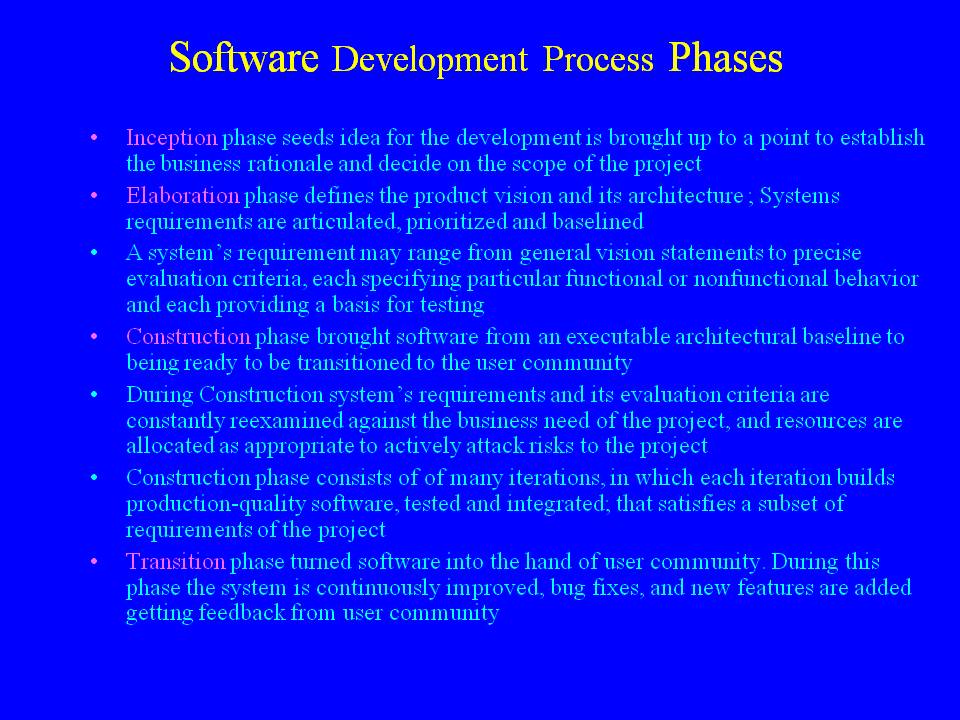 Software Development Process Phases
• Inception phase seeds idea for the development is brought up to a point to establish
the business rationale and decide on the scope of the project
• Elaboration phase defines the product vision and its architecture ; Systems
requirements are articulated, prioritized and baselined
• A system’s requirement may range from general vision statements to precise
evaluation criteria, each specifying particular functional or nonfunctional behavior
and each providing a basis for testing
• Construction phase brought software from an executable architectural baseline to
being ready to be transitioned to the user community
• During Construction system’s requirements and its evaluation criteria are
constantly reexamined against the business need of the project, and resources are
allocated as appropriate to actively attack risks to the project
• Construction phase consists of of many iterations, in which each iteration builds
production-quality software, tested and integrated; that satisfies a subset of
requirements of the project
• Transition phase turned software into the hand of user community. During this
phase the system is continuously improved, bug fixes, and new features are added
getting feedback from user community